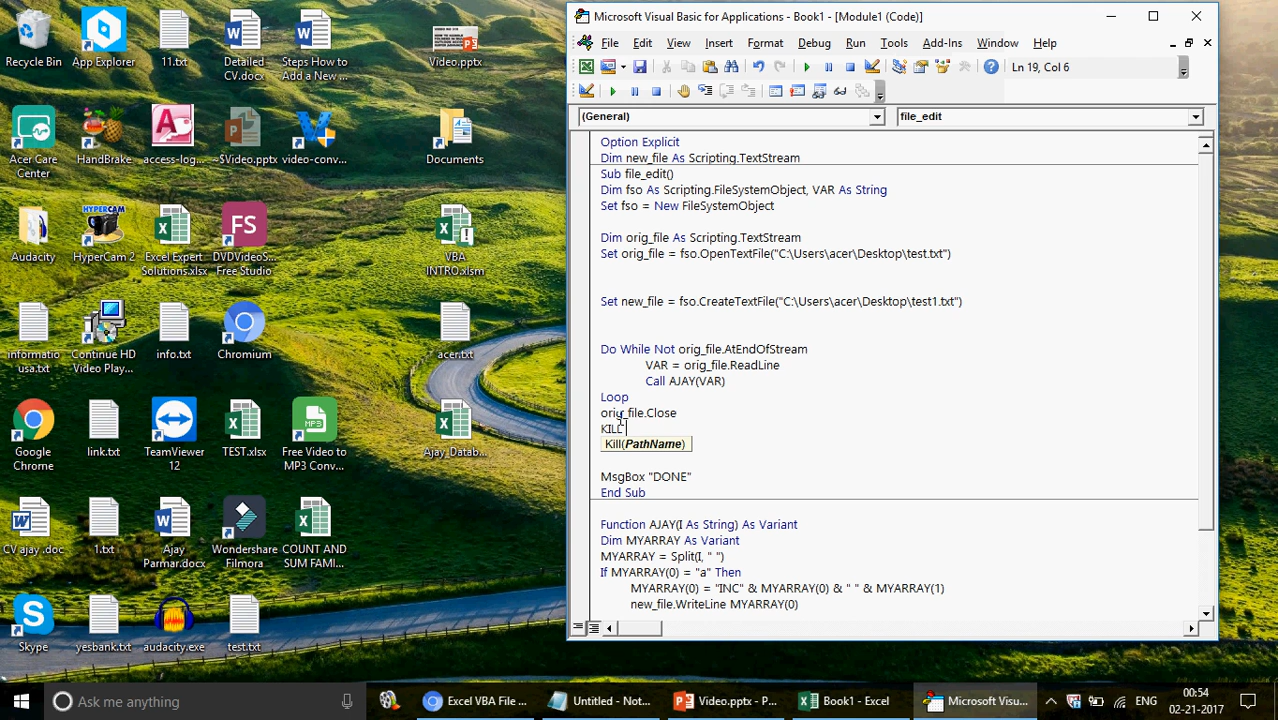 Recycle Bin
App Explorer
11.txt
Detailed
CV.docx
Steps How to
Add a New ...
Video.pptx
Acer Care
Center
HandBrake
access-log...
~$Video.pptx
video-conv...
Documents
Audacity
HYPERCAM
HyperCam 2
Excel Expert
Solutions.xlsx
FS
DVDVideoS...
Free Studio
VBA
INTRO.xlsm
informatio
usa.txt
Continue HD
Video Play...
info.txt
Chromium
acer.txt
Google
Chrome
link.txt
TeamViewer
12
TEST.xlsx
MP3
Free Video to
MP3 Conv...
Ajay_Datab...
CV ajay .doc
1.txt
Ajay
Parmar.docx
Wondershare
Filmora
COUNT AND
SUM FAMI...
Skype
yesbank.txt
audacity.exe
test.txt
Microsoft Visual Basic for Applications - Book1 - [Module1 (Code)]
File Edit View Insert Format Debug Run Tools Add-Ins Window Help
Ln 19, Col 6
(General)
file_edit
Option Explicit
Dim new_file As Scripting.TextStream
Sub file_edit()
Dim fso As Scripting.FileSystemObject, VAR As String
Set fso = New FileSystemObject
Dim orig_file As Scripting.TextStream
Set orig_file = fso.OpenTextFile("C:\Users\acer\Desktop\test.txt")
Set new_file = fso.CreateTextFile("C:\Users\acer\Desktop\test1.txt")
Do While Not orig_file.AtEndOfStream
VAR = orig_file.ReadLine
Call AJAY(VAR)
Loop
orig_file.Close
KILL
Kill(PathName)
MsgBox "DONE"
End Sub
Function AJAY(I As String) As Variant
Dim MYARRAY As Variant
MYARRAY = Split(I, " ")
If MYARRAY(0) = "a" Then
MYARRAY(0) = "INC" & MYARRAY(0) & " " & MYARRAY(1)
new_file.WriteLine MYARRAY(0)
Ask me anything
Excel VBA File ...
Untitled - Not...
Video.pptx - P...
Book1 - Excel
Microsoft Visu...
ENG
00:54
02-21-2017